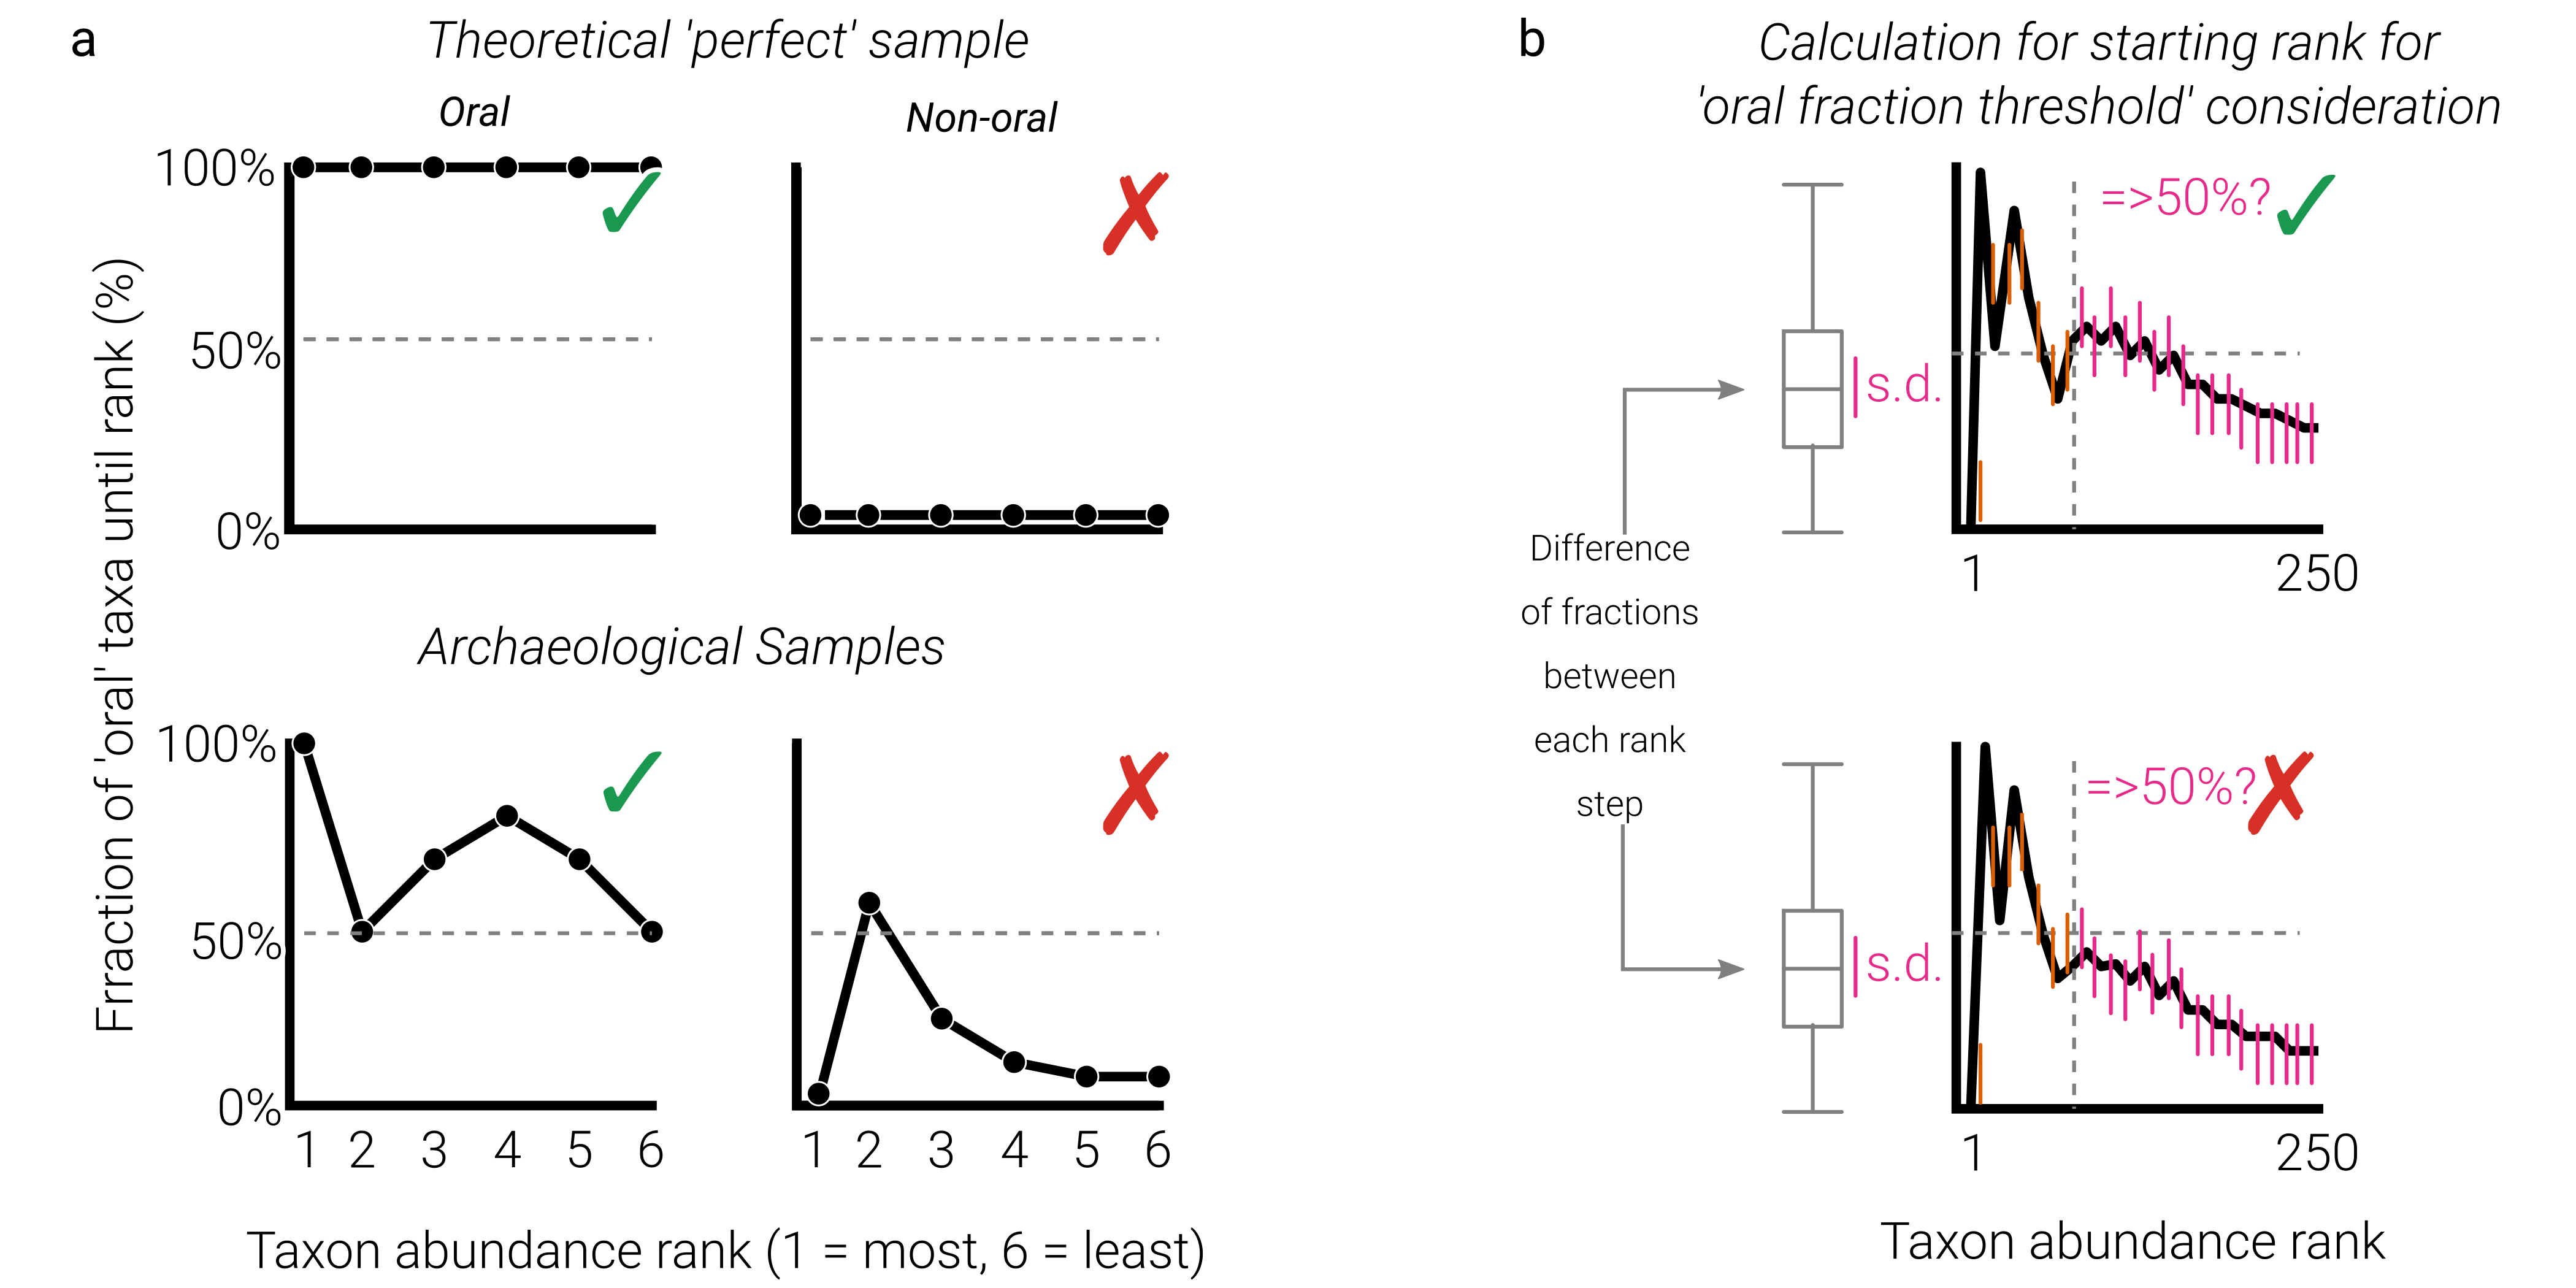 a
Theoretical 'perfect' sample
Oral
Non-oral
100%
50%
0%
Frraction of 'oral' taxa until rank (%)
Archaeological Samples
100%
50%
0%
1 2 3 4 5 6
1 2 3 4 5 6
Taxon abundance rank (1 = most, 6 = least)
b
Calculation for starting rank for
'oral fraction threshold' consideration
=>50%?
s.d.
1
250
Difference
of fractions
between
each rank
step
=>50%?
s.d.
1
250
Taxon abundance rank